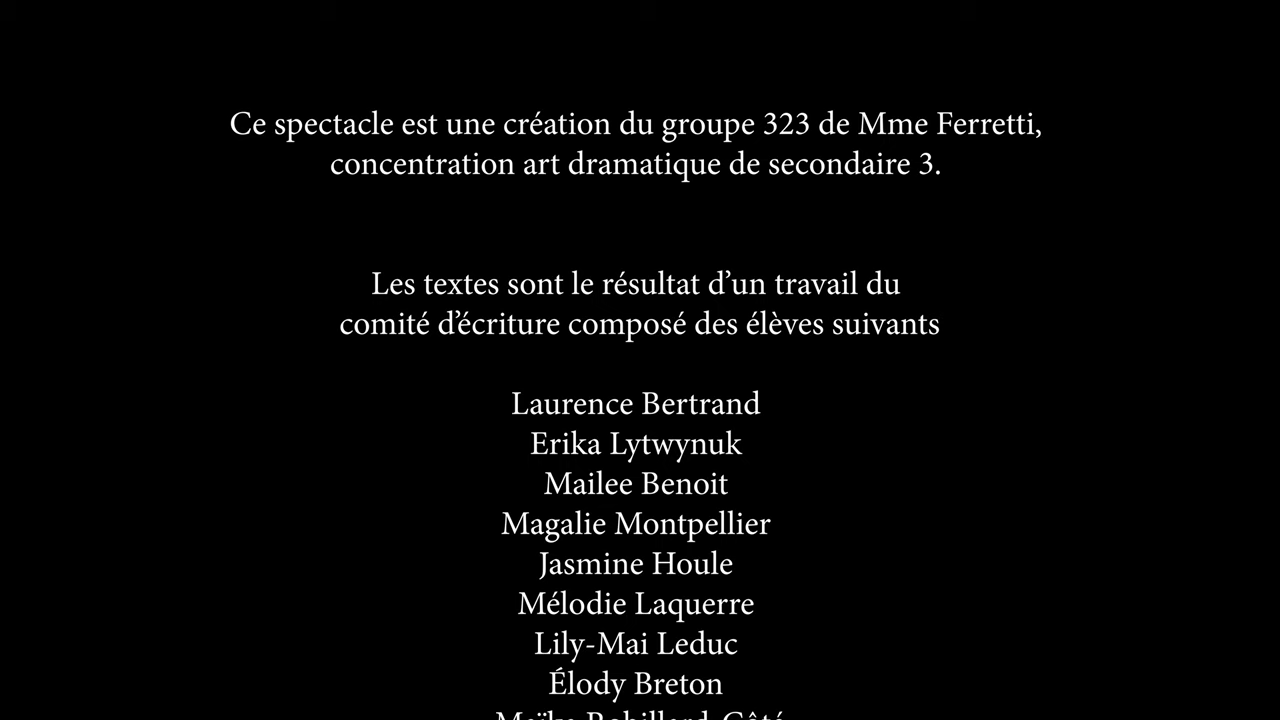 Ce spectacle est une création du groupe 323 de Mme Ferretti,
concentration art dramatique de secondaire 3.
Les textes sont le résultat d’un travail du
comité d’écriture composé des élèves suivants
Laurence Bertrand
Erika Lytwynuk
Mailee Benoit
Magalie Montpellier
Jasmine Houle
Mélodie Laquerre
Lily-Mai Leduc
Élody Breton